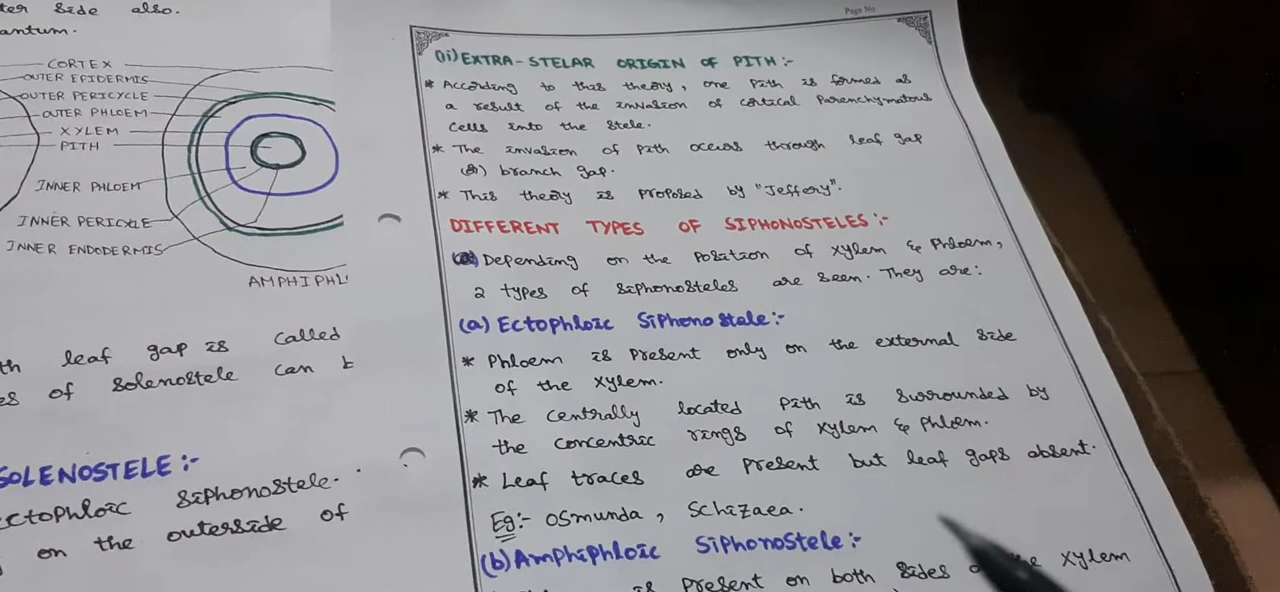 ter side also.
antum.
CORTEX
OUTER EPIDERMIS
OUTER PERICYCLE
OUTER PHLOEM
XYLEM
PITH
INNER PHLOEM
INNER PERICYCLE
INNER ENDODERMIS
AMPHIPHL
th leaf gap is called
es of solenostele can b
SOLENOSTELE:-
ectophloic siphonostele.
on the outerside of
Page No.
(ii) EXTRA-STELAR ORIGIN OF PITH:-
* According to this theory, one pith is formed as
a result of the invasion of cortical parenchymatous
cells into the stele.
* The invasion of pith occurs through leaf gap
(or) branch gap.
* This theory is proposed by "Jeffery".
DIFFERENT TYPES OF SIPHONOSTELES:-
Depending on the position of xylem & phloem,
2 types of siphonosteles are seen. They are:
(a) Ectophloic Siphonostele:-
* Phloem is present only on the external side
of the xylem.
* The centrally located pith is surrounded by
the concentric rings of xylem & phloem.
* Leaf traces are present but leaf gaps absent.
Eg:- Osmunda, Schizaea.
(b) Amphiphloic Siphonostele:-
is present on both sides o the xylem